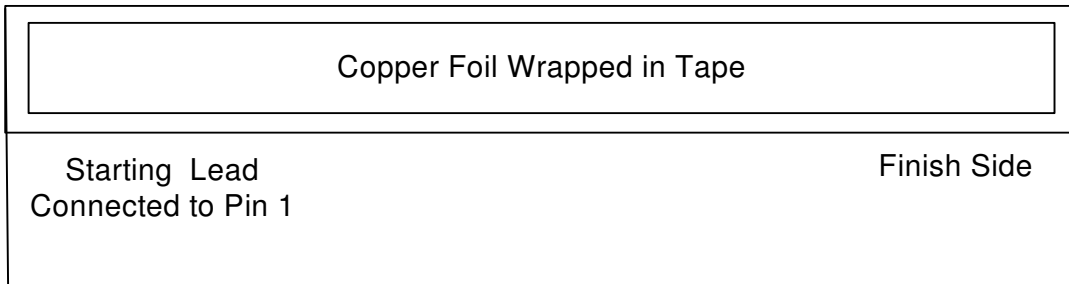 Copper Foil Wrapped in Tape
Starting Lead
Connected to Pin 1
Finish Side